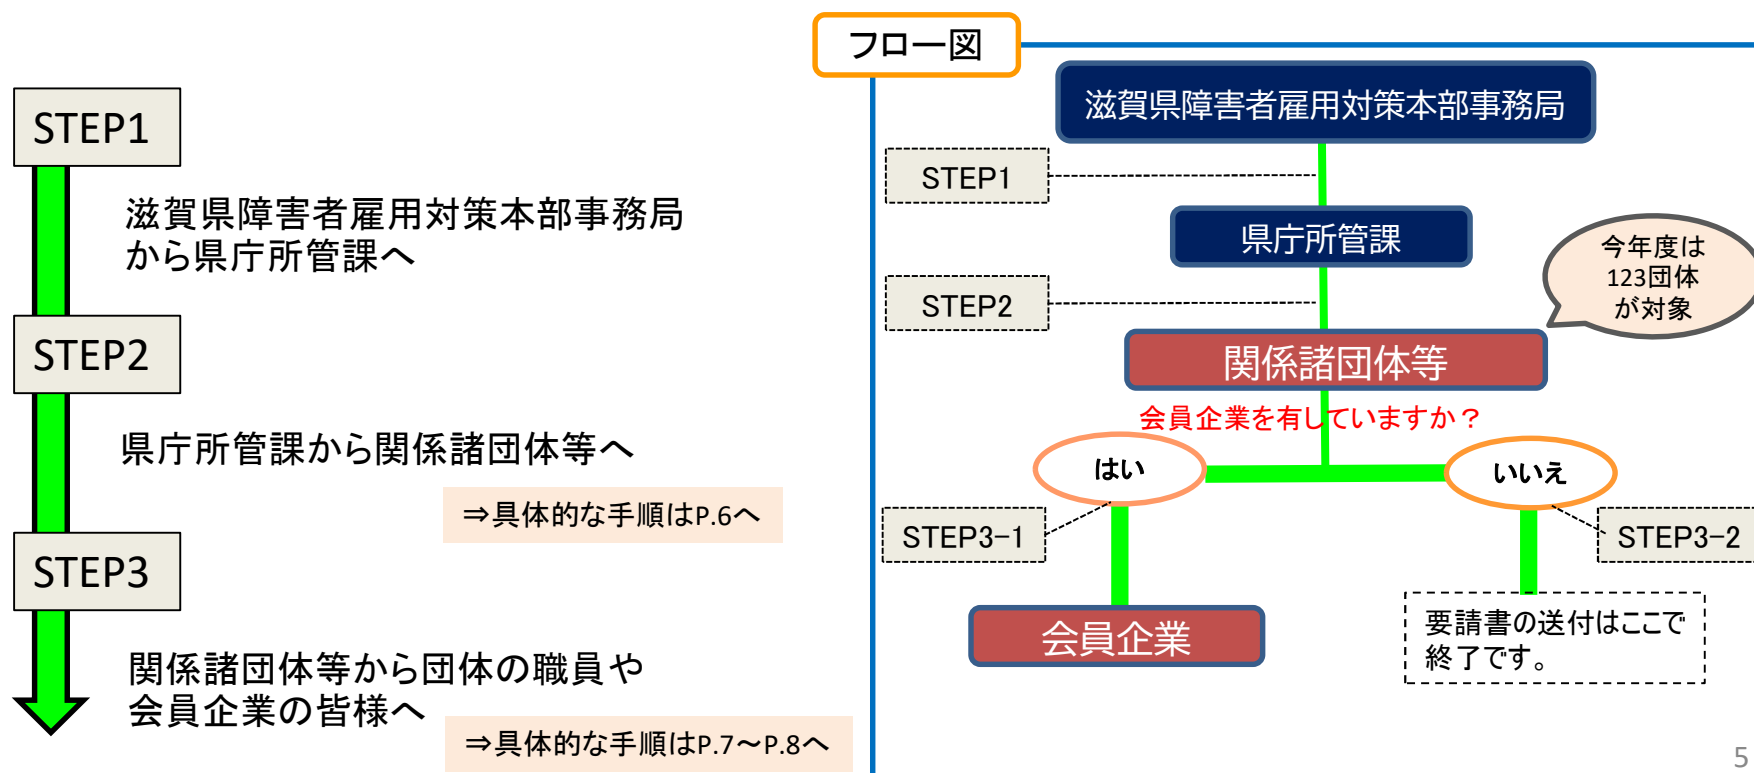 STEP1
滋賀県障害者雇用対策本部事務局
から県庁所管課へ
STEP2
県庁所管課から関係諸団体等へ
⇒具体的な手順はP.6へ
STEP3
関係諸団体等から団体の職員や
会員企業の皆様へ
⇒具体的な手順はP.7～P.8へ
フロー図
滋賀県障害者雇用対策本部事務局
STEP1
県庁所管課
今年度は
123団体
が対象
STEP2
関係諸団体等
会員企業を有していますか？
はい
いいえ
STEP3-1
STEP3-2
会員企業
要請書の送付はここで
終了です。
5